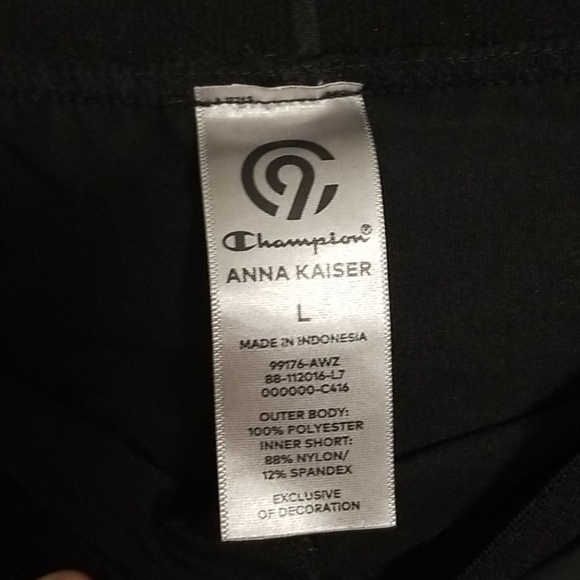 C9
Champion®
ANNA KAISER
L
MADE IN INDONESIA
99176-AWZ
88-112016-L7
000000-C416
OUTER BODY:
100% POLYESTER
INNER SHORT:
88% NYLON/
12% SPANDEX
EXCLUSIVE
OF DECORATION